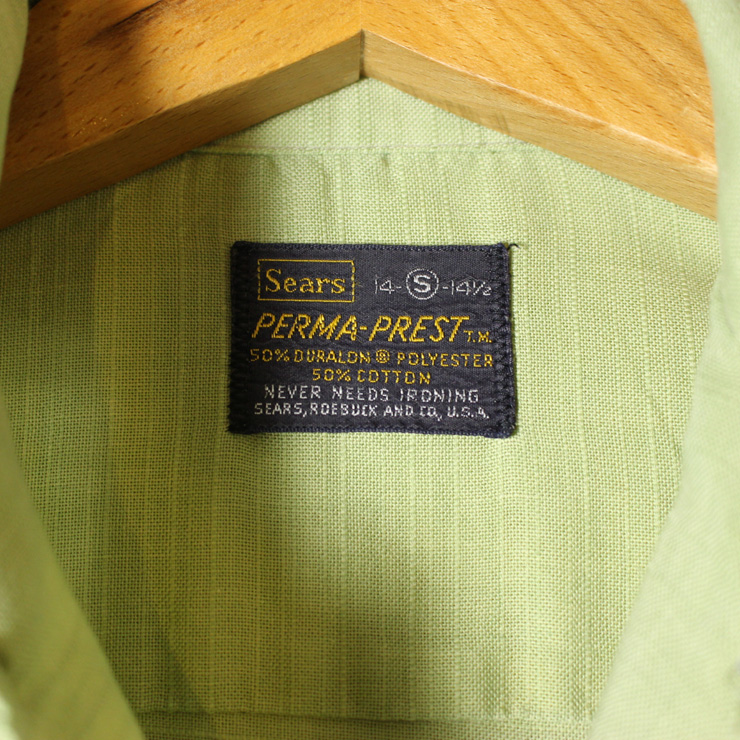 Sears 14-S-14½
PERMA-PREST T.M.
50% DURALON ® POLYESTER
50% COTTON
NEVER NEEDS IRONING
SEARS, ROEBUCK AND CO., U.S.A.